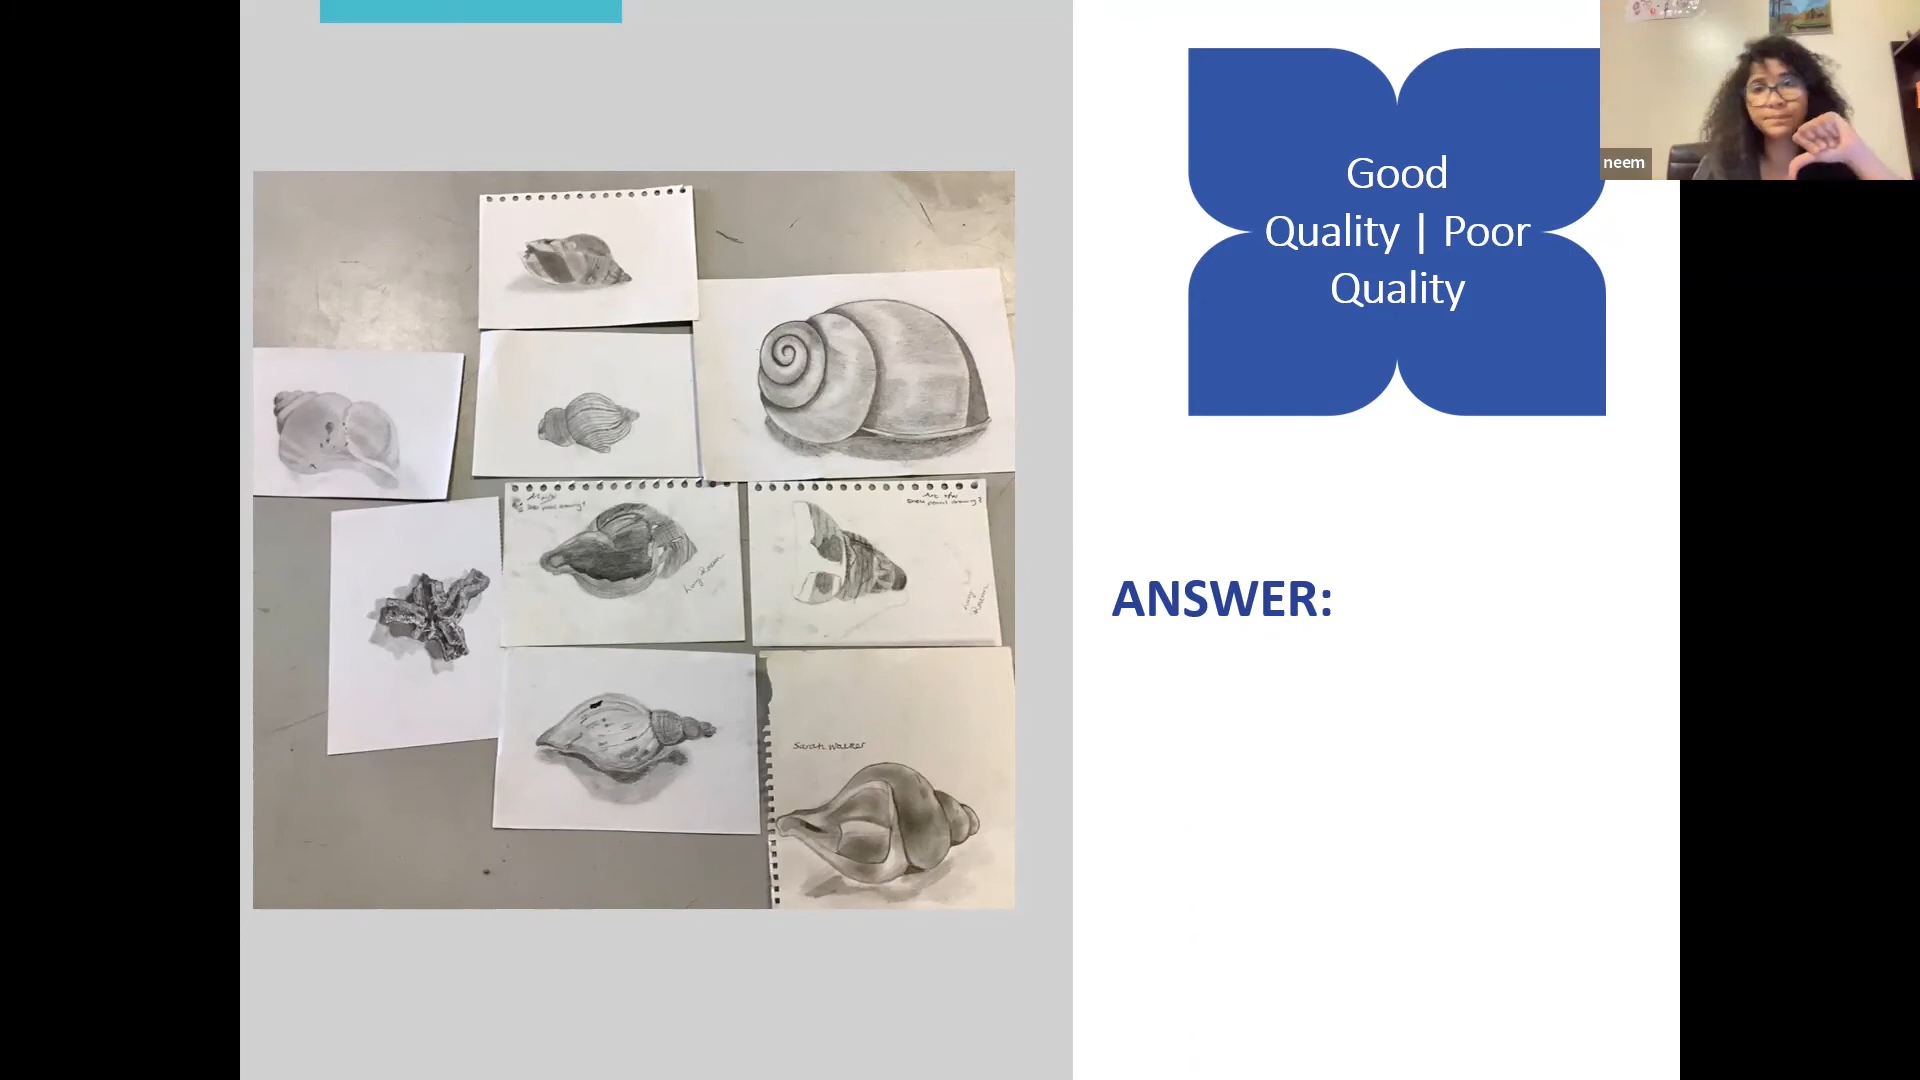 Good
Quality | Poor
Quality
neem
ANSWER:
Sarah Walker